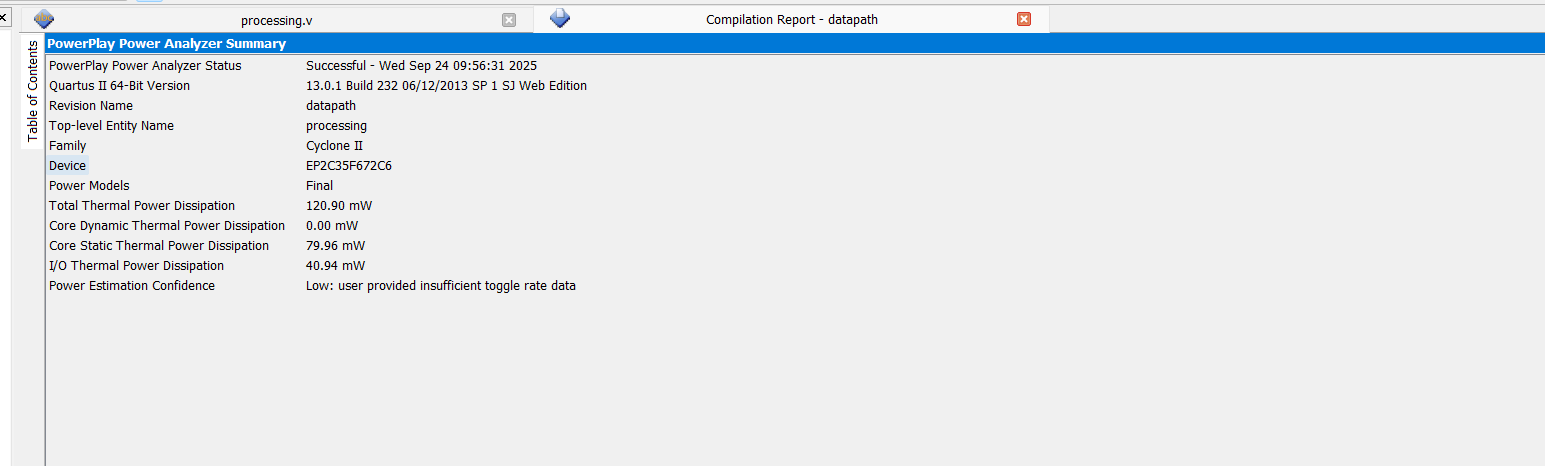 processing.v
Compilation Report - datapath
Table of Contents
PowerPlay Power Analyzer Summary
PowerPlay Power Analyzer Status Successful - Wed Sep 24 09:56:31 2025
Quartus II 64-Bit Version 13.0.1 Build 232 06/12/2013 SP 1 SJ Web Edition
Revision Name datapath
Top-level Entity Name processing
Family Cyclone II
Device EP2C35F672C6
Power Models Final
Total Thermal Power Dissipation 120.90 mW
Core Dynamic Thermal Power Dissipation 0.00 mW
Core Static Thermal Power Dissipation 79.96 mW
I/O Thermal Power Dissipation 40.94 mW
Power Estimation Confidence Low: user provided insufficient toggle rate data